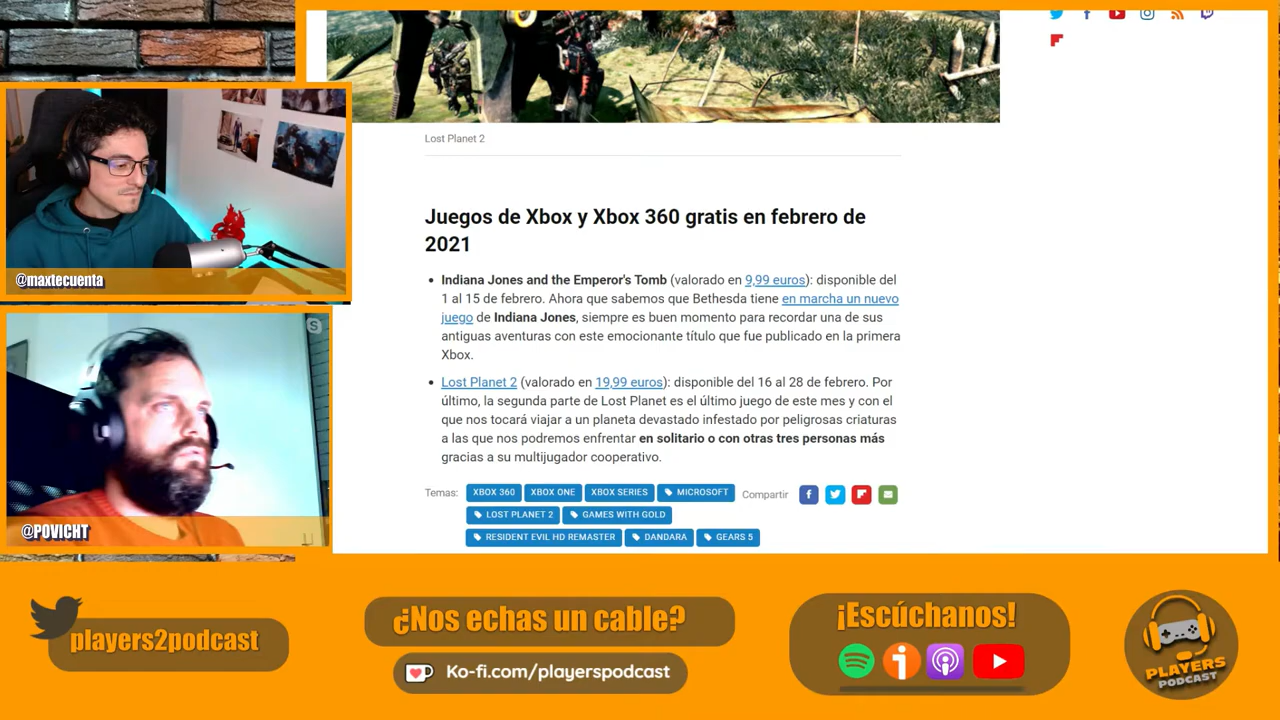 Lost Planet 2
Juegos de Xbox y Xbox 360 gratis en febrero de
2021
Indiana Jones and the Emperor's Tomb (valorado en 9,99 euros): disponible del
1 al 15 de febrero. Ahora que sabemos que Bethesda tiene en marcha un nuevo
juego de Indiana Jones, siempre es buen momento para recordar una de sus
antiguas aventuras con este emocionante título que fue publicado en la primera
Xbox.
Lost Planet 2 (valorado en 19,99 euros): disponible del 16 al 28 de febrero. Por
último, la segunda parte de Lost Planet es el último juego de este mes y con el
que nos tocará viajar a un planeta devastado infestado por peligrosas criaturas
a las que nos podremos enfrentar en solitario o con otras tres personas más
gracias a su multijugador cooperativo.
Temas: XBOX 360 XBOX ONE XBOX SERIES MICROSOFT Compartir
LOST PLANET 2 GAMES WITH GOLD
RESIDENT EVIL HD REMASTER DANDARA GEARS 5
@maxtecuenta
@POVICHT
players2podcast
¿Nos echas un cable?
Ko-fi.com/playerspodcast
¡Escúchanos!
PLAYERS
PODCAST